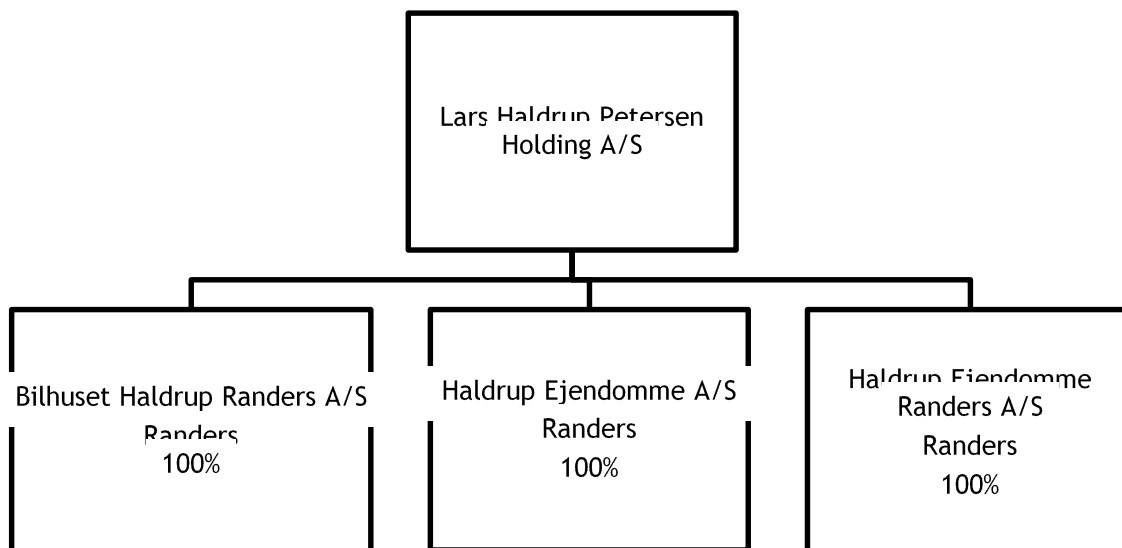 Lars Haldrup Petersen
Holding A/S
Bilhuset Haldrup Randers A/S
Randers
100%
Haldrup Ejendomme A/S
Randers
100%
Haldrup Ejendomme
Randers A/S
Randers
100%